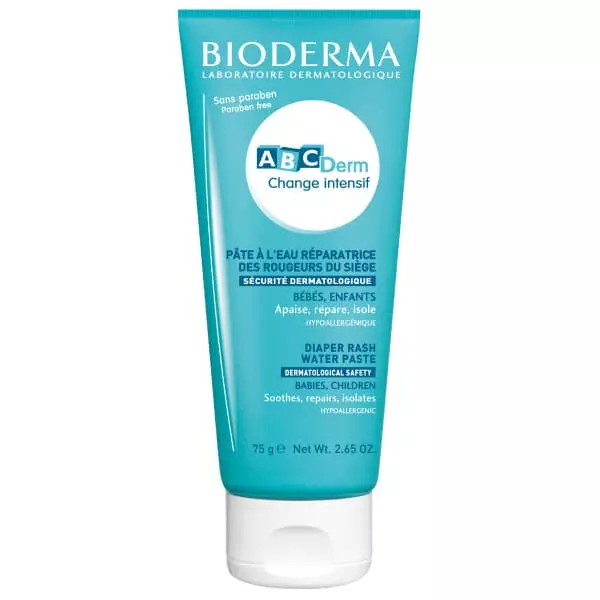 BIODERMA
LABORATOIRE DERMATOLOGIQUE
Sans paraben
Paraben free
ABCDerm
Change intensif
PÂTE À L'EAU RÉPARATRICE
DES ROUGEURS DU SIÈGE
SÉCURITÉ DERMATOLOGIQUE
BÉBÉS, ENFANTS
Apaise, répare, isole
HYPOALLERGÉNIQUE
DIAPER RASH
WATER PASTE
DERMATOLOGICAL SAFETY
BABIES, CHILDREN
Soothes, repairs, isolates
HYPOALLERGENIC
75 g ℮ Net Wt. 2.65 OZ.